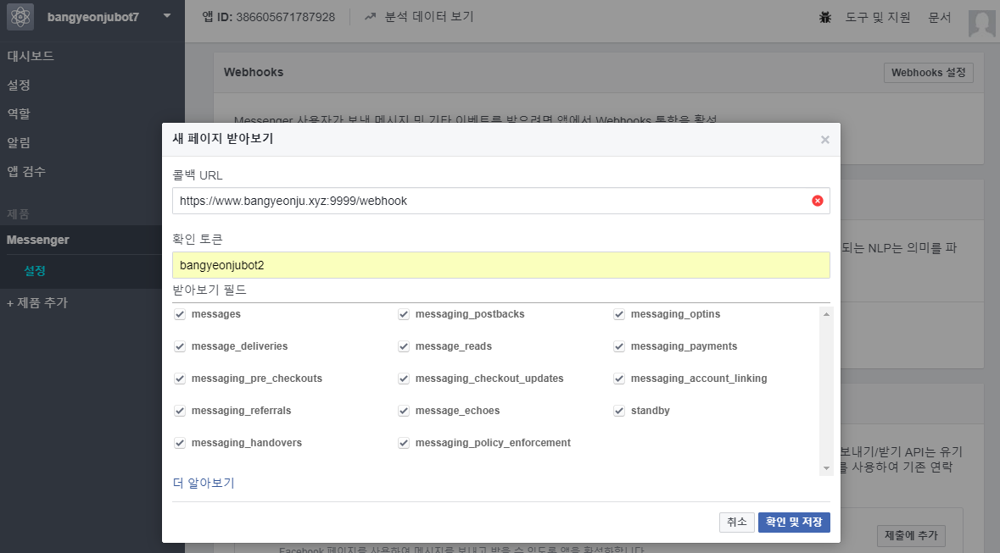 bangyeonjubot7
앱 ID: 386605671787928
분석 데이터 보기
도구 및 지원
문서
대시보드
설정
역할
알림
앱 검수
제품
Messenger
설정
+ 제품 추가
Webhooks
Webhooks 설정
Messenger 사용자가 보낸 메시지 및 기타 이벤트를 받으려면 앱에서 Webhooks 통합을 활성
새 페이지 받아보기
콜백 URL
https://www.bangyeonju.xyz:9999/webhook
확인 토큰
bangyeonjubot2
받아보기 필드
messages messaging_postbacks messaging_optins
message_deliveries message_reads messaging_payments
messaging_pre_checkouts messaging_checkout_updates messaging_account_linking
messaging_referrals message_echoes standby
messaging_handovers messaging_policy_enforcement
더 알아보기
취소
확인 및 저장
되는 NLP는 의미를 파
보내기/받기 API는 유기
를 사용하여 기존 연락
제출에 추가
Facebook 페이지를 사용하여 메시지를 보내고 받을 수 있도록 앱을 활성화합니다